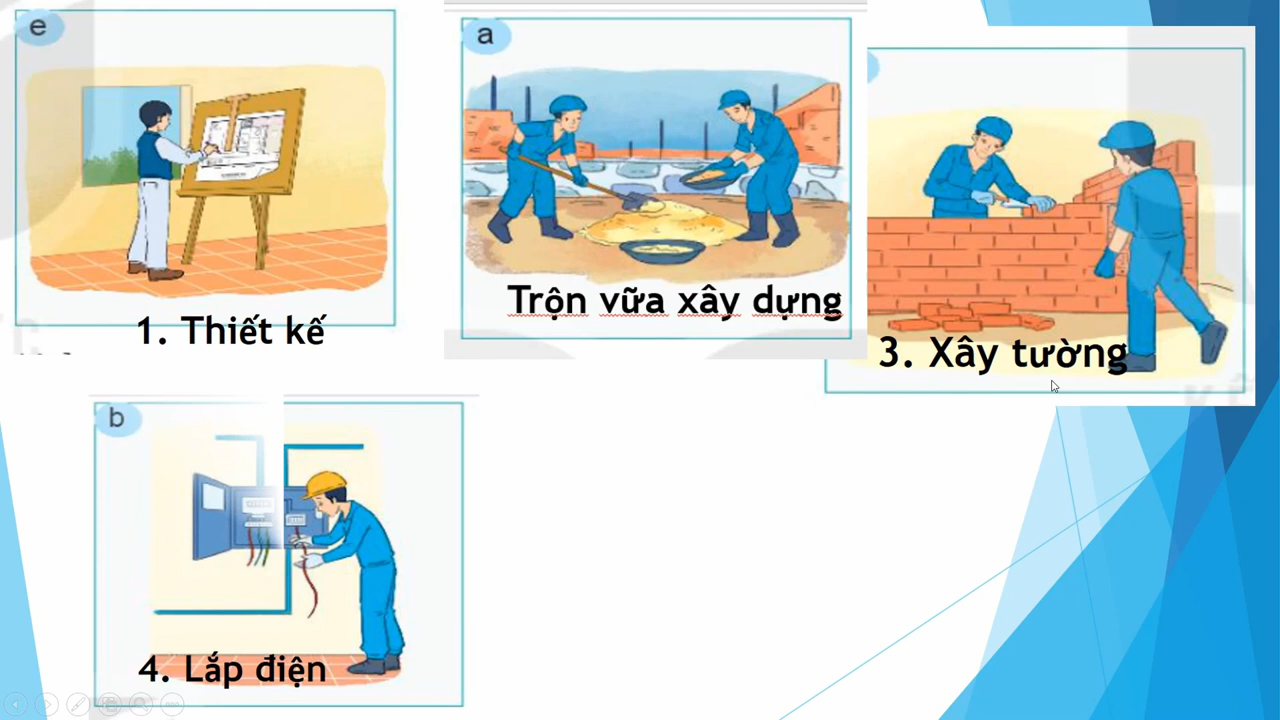 e
1. Thiết kế
a
Trộn vữa xây dựng
3. Xây tường
b
4. Lắp điện